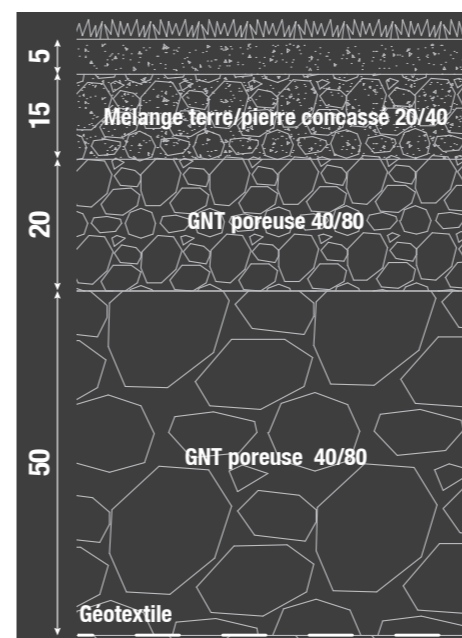 5
15
Mélange terre/pierre concassé 20/40
20
GNT poreuse 40/80
50
GNT poreuse 40/80
Géotextile